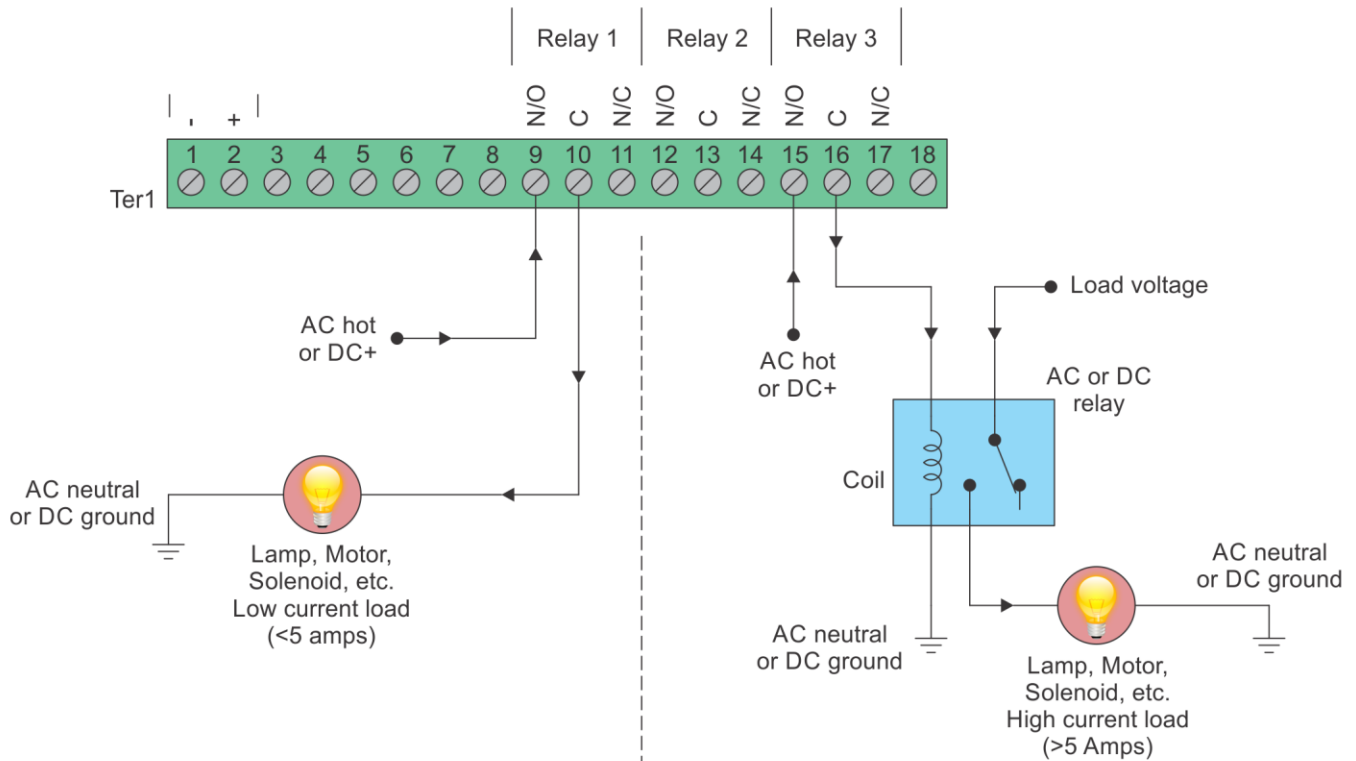 Relay 1
Relay 2
Relay 3
-
+
N/O
C
N/C
N/O
C
N/C
N/O
C
N/C
1 2 3 4 5 6 7 8 9 10 11 12 13 14 15 16 17 18
Ter1
AC hot
or DC+
AC neutral
or DC ground
Lamp, Motor,
Solenoid, etc.
Low current load
(<5 amps)
AC hot
or DC+
Load voltage
AC or DC
relay
Coil
AC neutral
or DC ground
AC neutral
or DC ground
Lamp, Motor,
Solenoid, etc.
High current load
(>5 Amps)